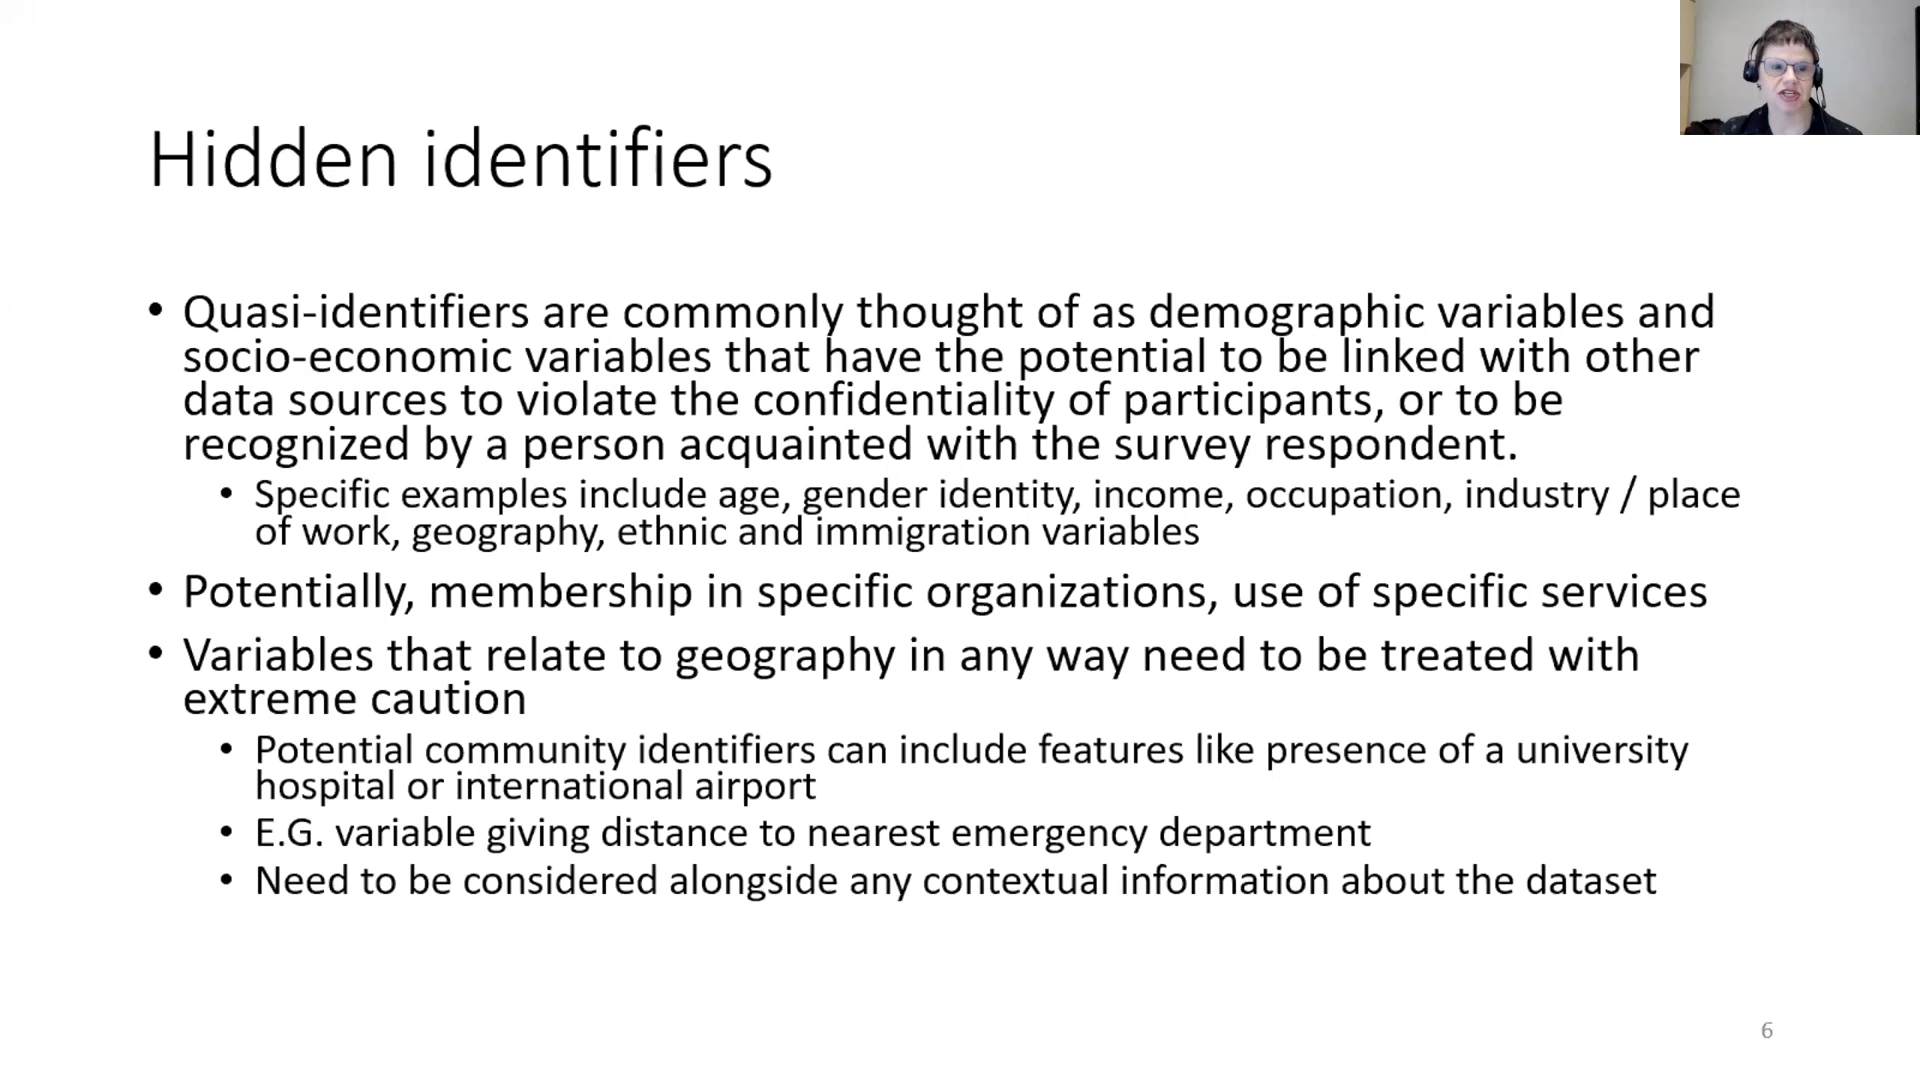 Hidden identifiers
• Quasi-identifiers are commonly thought of as demographic variables and
socio-economic variables that have the potential to be linked with other
data sources to violate the confidentiality of participants, or to be
recognized by a person acquainted with the survey respondent.
• Specific examples include age, gender identity, income, occupation, industry / place
of work, geography, ethnic and immigration variables
• Potentially, membership in specific organizations, use of specific services
• Variables that relate to geography in any way need to be treated with
extreme caution
• Potential community identifiers can include features like presence of a university
hospital or international airport
• E.G. variable giving distance to nearest emergency department
• Need to be considered alongside any contextual information about the dataset
6